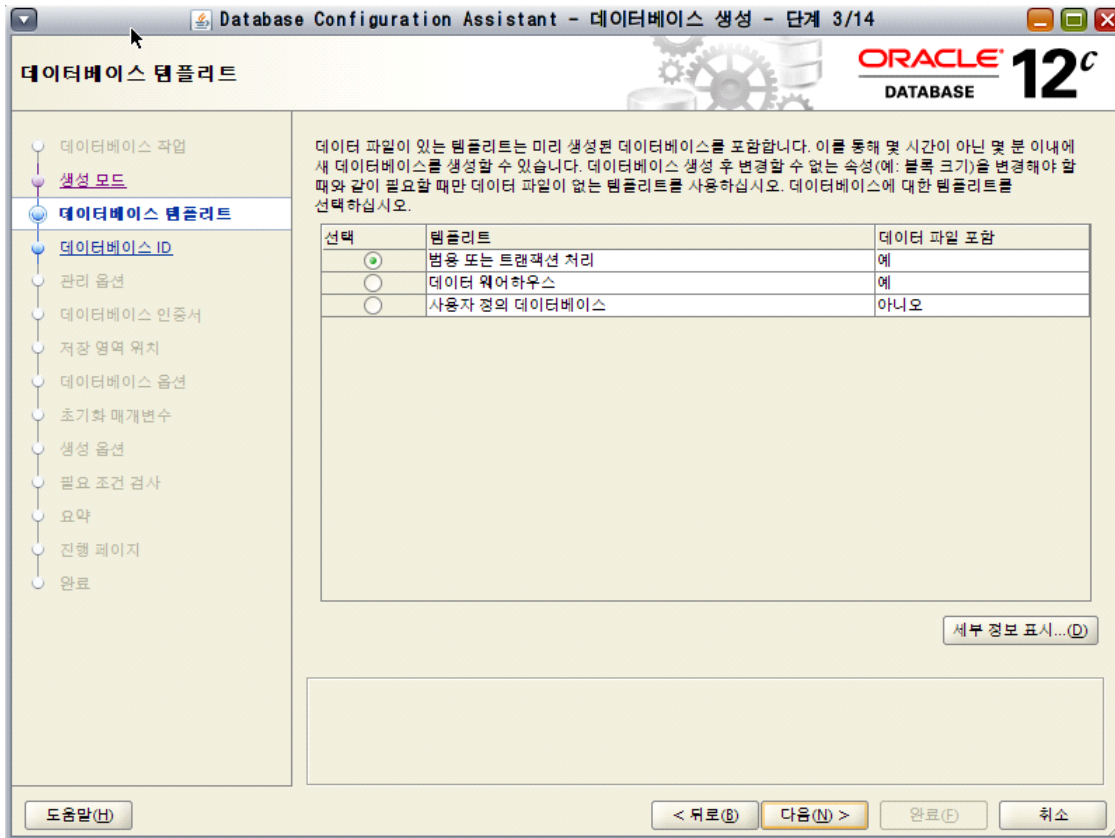 Database Configuration Assistant - 데이터베이스 생성 - 단계 3/14
데이터베이스 템플리트
ORACLE
DATABASE
12c
데이터베이스 작업
생성 모드
데이터베이스 템플리트
데이터베이스 ID
관리 옵션
데이터베이스 인증서
저장 영역 위치
데이터베이스 옵션
초기화 매개변수
생성 옵션
필요 조건 검사
요약
진행 페이지
완료
데이터 파일이 있는 템플리트는 미리 생성된 데이터베이스를 포함합니다. 이를 통해 몇 시간이 아닌 몇 분 이내에
새 데이터베이스를 생성할 수 있습니다. 데이터베이스 생성 후 변경할 수 없는 속성(예: 블록 크기)을 변경해야 할
때와 같이 필요할 때만 데이터 파일이 없는 템플리트를 사용하십시오. 데이터베이스에 대한 템플리트를
선택하십시오.
선택 템플리트 데이터 파일 포함
범용 또는 트랜잭션 처리 예
데이터 웨어하우스 예
사용자 정의 데이터베이스 아니오
세부 정보 표시...(D)
도움말(H) < 뒤로(B) 다음(N) > 완료(F) 취소